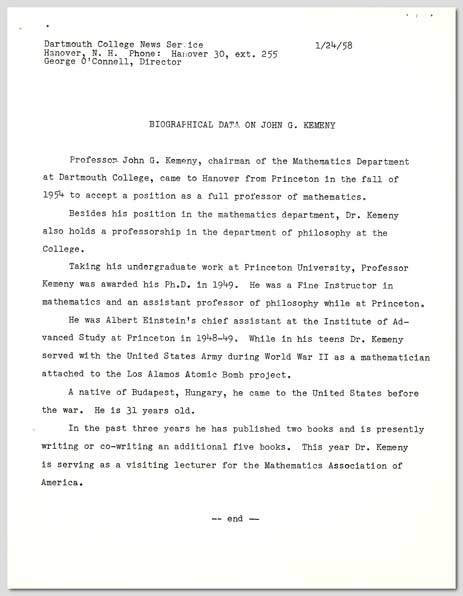 Dartmouth College News Service 1/24/58
Hanover, N. H. Phone: Hanover 30, ext. 255
George O'Connell, Director
BIOGRAPHICAL DATA ON JOHN G. KEMENY
Professor John G. Kemeny, chairman of the Mathematics Department
at Dartmouth College, came to Hanover from Princeton in the fall of
1954 to accept a position as a full professor of mathematics.
Besides his position in the mathematics department, Dr. Kemeny
also holds a professorship in the department of philosophy at the
College.
Taking his undergraduate work at Princeton University, Professor
Kemeny was awarded his Ph.D. in 1949. He was a Fine Instructor in
mathematics and an assistant professor of philosophy while at Princeton.
He was Albert Einstein's chief assistant at the Institute of Ad-
vanced Study at Princeton in 1948-49. While in his teens Dr. Kemeny
served with the United States Army during World War II as a mathematician
attached to the Los Alamos Atomic Bomb project.
A native of Budapest, Hungary, he came to the United States before
the war. He is 31 years old.
In the past three years he has published two books and is presently
writing or co-writing an additional five books. This year Dr. Kemeny
is serving as a visiting lecturer for the Mathematics Association of
America.
-- end --